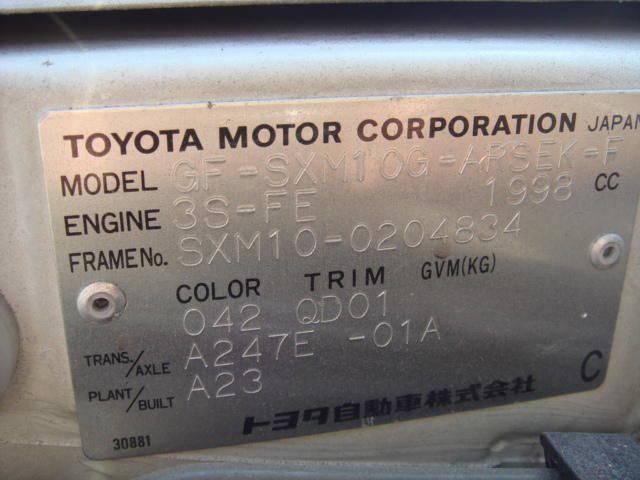 TOYOTA MOTOR CORPORATION JAPAN
MODEL GF-SXM10G-APSEK-F
ENGINE 3S-FE 1998 CC
FRAME No. SXM10-0204834
COLOR TRIM GVM(KG)
042 QD01
TRANS./AXLE A247E -01A
PLANT/BUILT A23
C
30881 トヨタ自動車株式会社